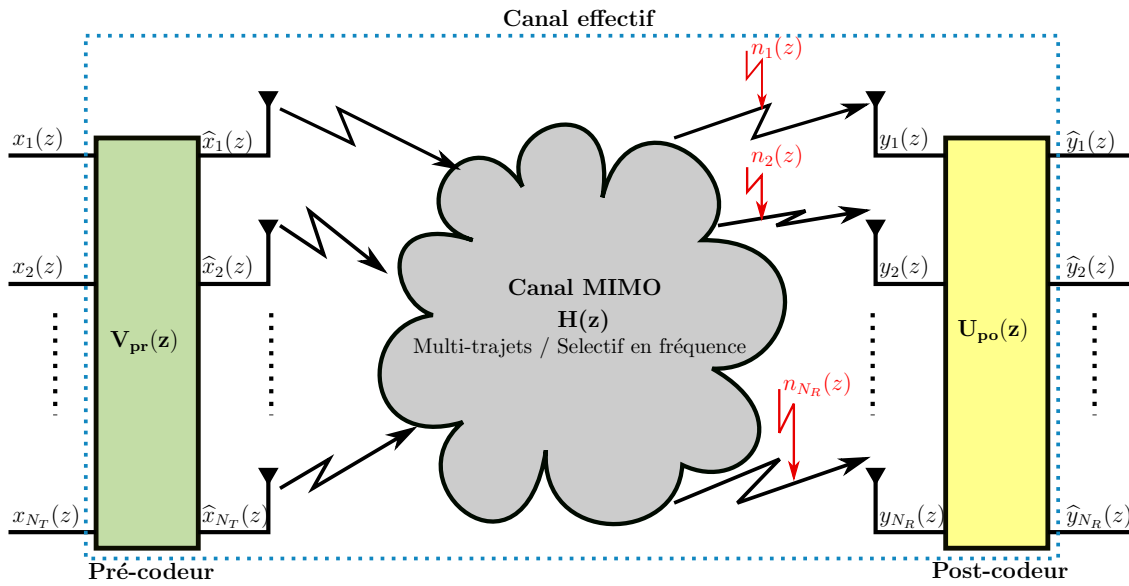 Canal effectif
n_1(z)
x_1(z)
x̂_1(z)
y_1(z)
ŷ_1(z)
n_2(z)
x_2(z)
x̂_2(z)
y_2(z)
ŷ_2(z)
Canal MIMO
H(z)
Multi-trajets / Selectif en fréquence
V_pr(z)
U_po(z)
n_{N_R}(z)
x_{N_T}(z)
x̂_{N_T}(z)
y_{N_R}(z)
ŷ_{N_R}(z)
Pré-codeur
Post-codeur